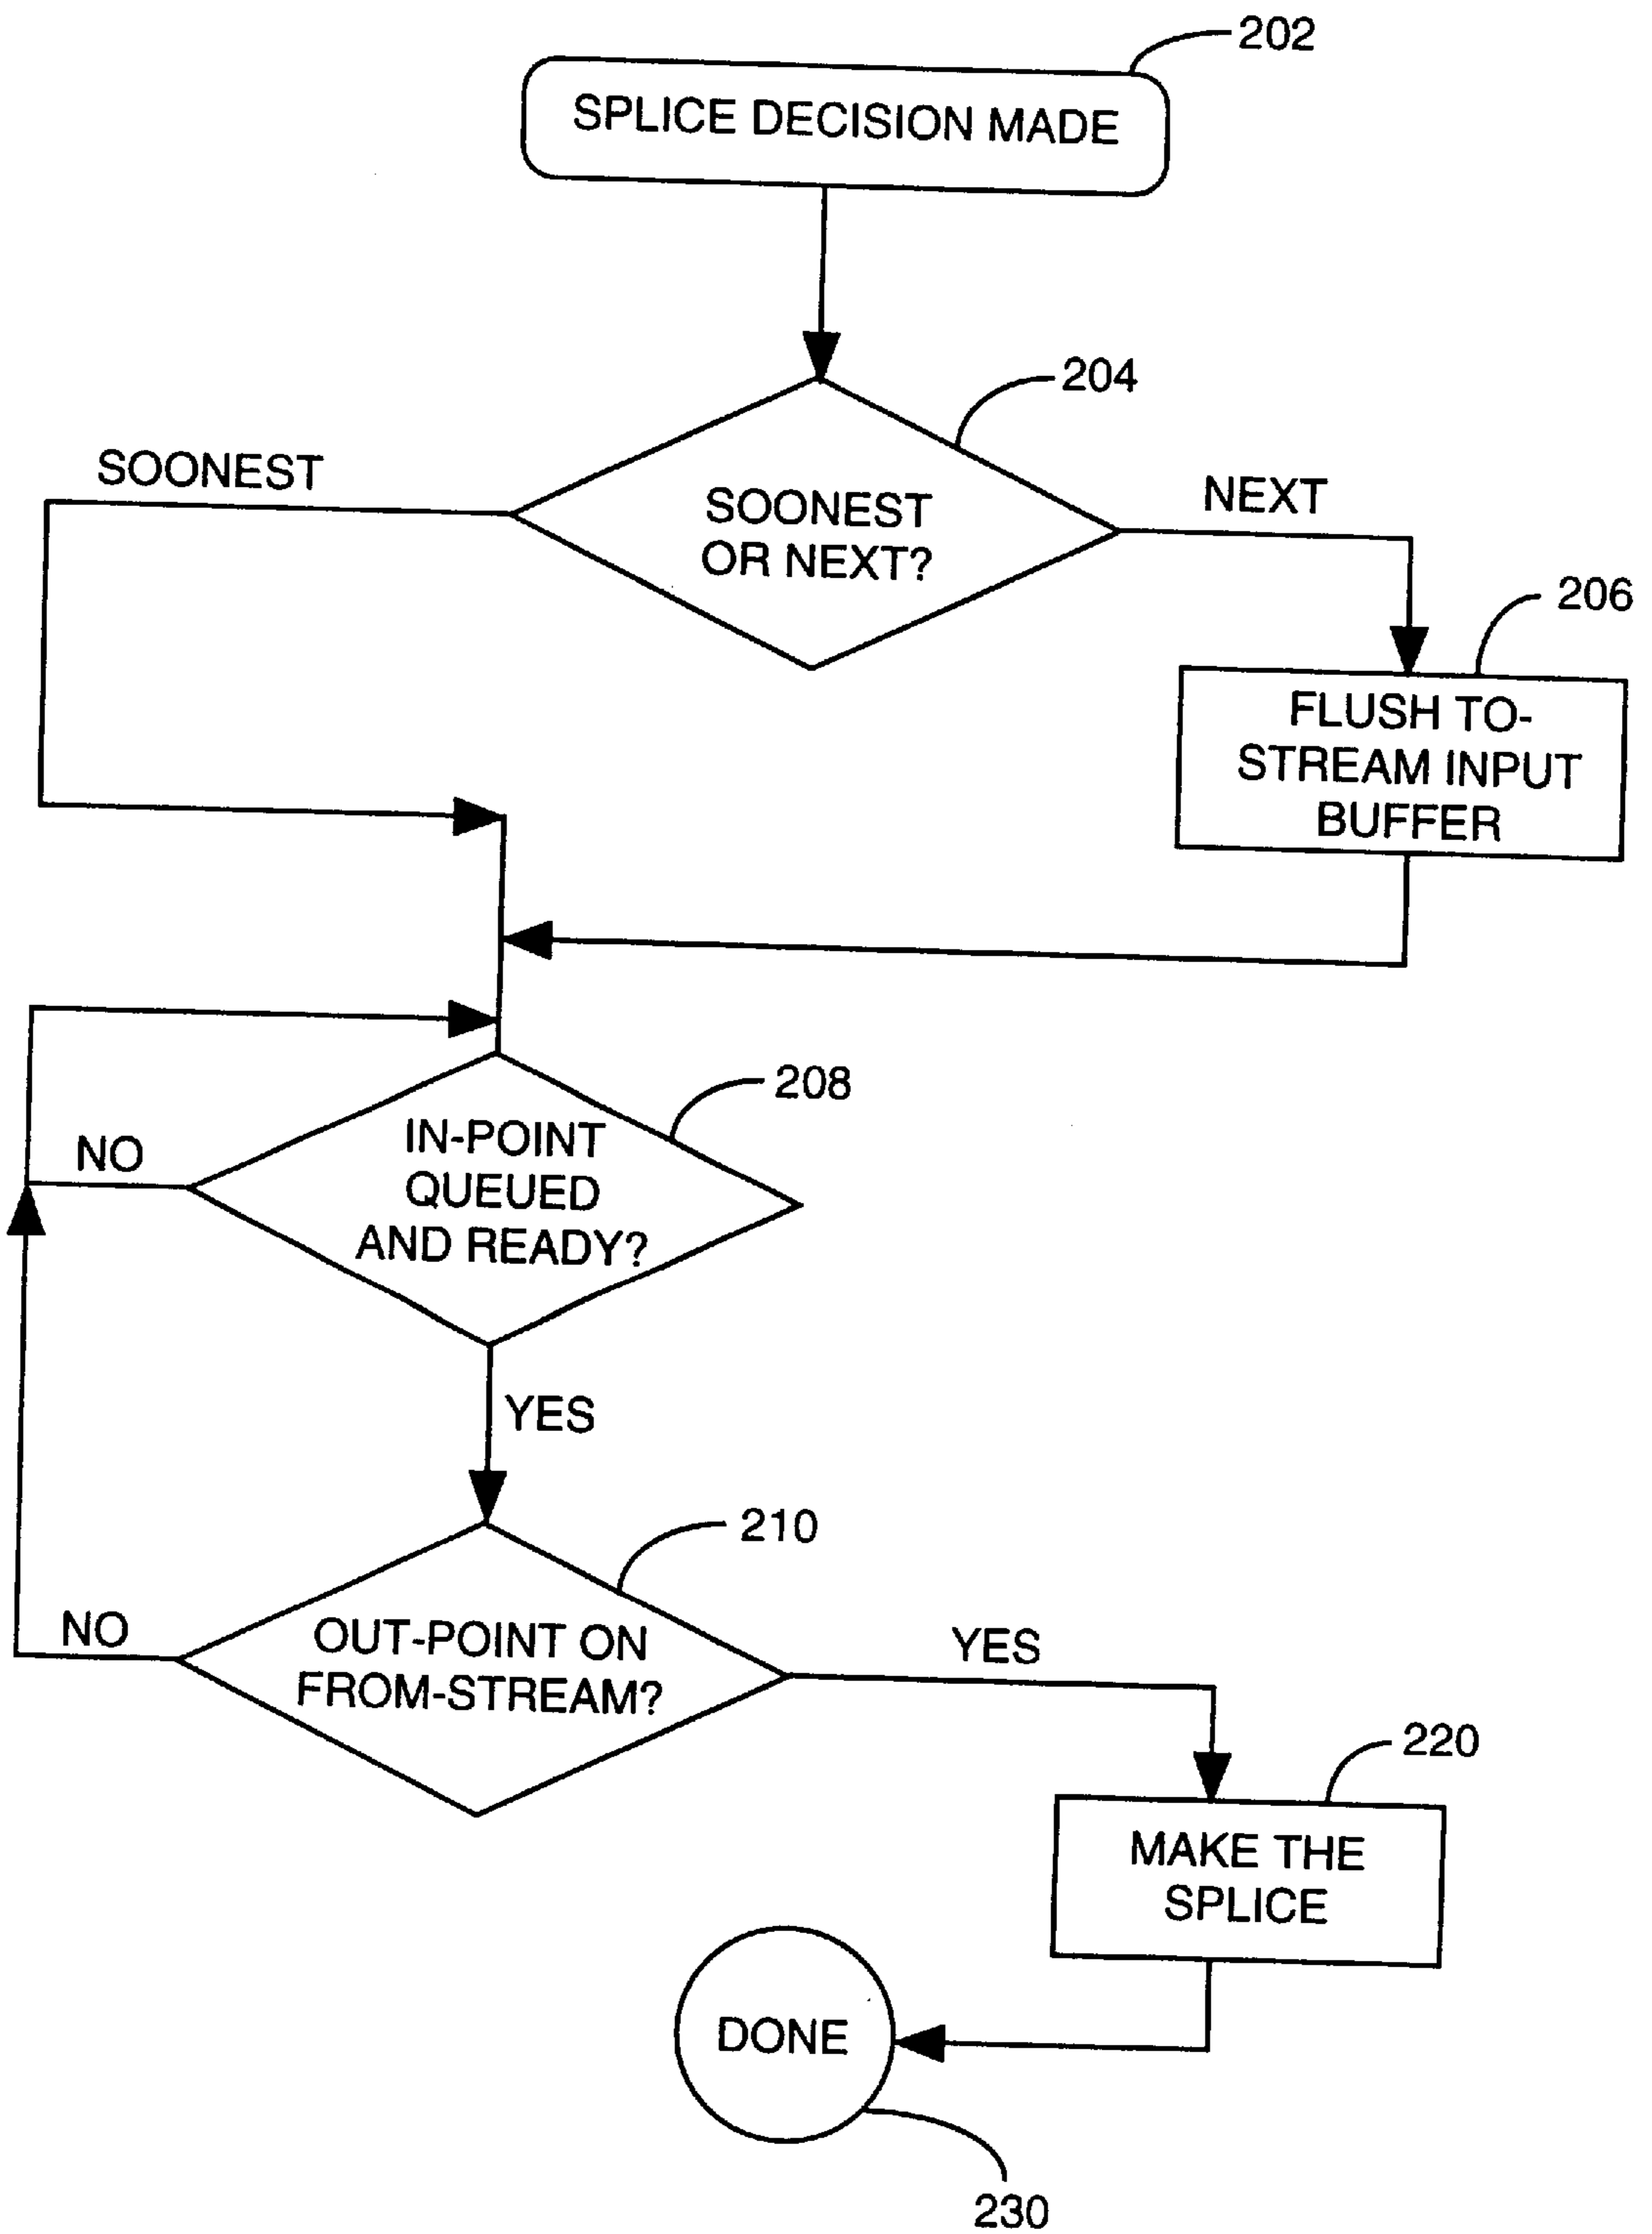 202
SPLICE DECISION MADE
204
SOONEST
SOONEST
OR NEXT?
NEXT
206
FLUSH TO-
STREAM INPUT
BUFFER
208
NO
IN-POINT
QUEUED
AND READY?
YES
210
NO
OUT-POINT ON
FROM-STREAM?
YES
220
MAKE THE
SPLICE
DONE
230